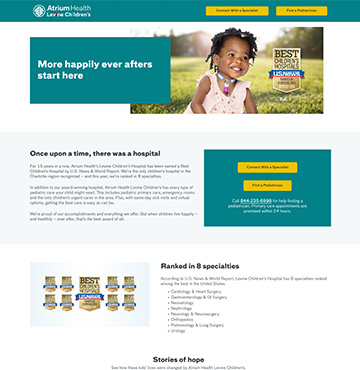 Atrium Health
Levine Children's
Connect With a Specialist
Find a Pediatrician
More happily ever afters
start here
BEST
CHILDREN'S
HOSPITALS
U.S. News
Once upon a time, there was a hospital
For 15 years in a row, Atrium Health's Levine Children's Hospital has been named a Best
Children's Hospital by U.S. News & World Report. We're the only children's hospital in the
Charlotte region recognized – and this year, we're ranked in 8 specialties.
In addition to our award-winning hospital, Atrium Health Levine Children's has every type of
pediatric care your child might need. This includes pediatric primary care, emergency rooms
and the only children's urgent cares in the area. Plus, with same-day sick visits and virtual
options, getting the best care is easy as can be.
We're proud of our accomplishments and everything we offer. But when children live happily –
and healthily – ever after, that's the best award of all.
Connect With a Specialist
Find a Pediatrician
Call 844-235-6998 for help finding a
pediatrician. Primary care appointments are
promised within 24 hours.
BEST
CHILDREN'S
HOSPITALS
U.S. News
Ranked in 8 specialties
According to U.S. News & World Report, Levine Children's Hospital has 8 specialties ranked
among the best in the United States:
• Cardiology & Heart Surgery
• Gastroenterology & GI Surgery
• Neonatology
• Nephrology
• Neurology & Neurosurgery
• Orthopedics
• Pulmonology & Lung Surgery
• Urology
Stories of hope
See how these kids' lives were changed by Atrium Health Levine Children's.